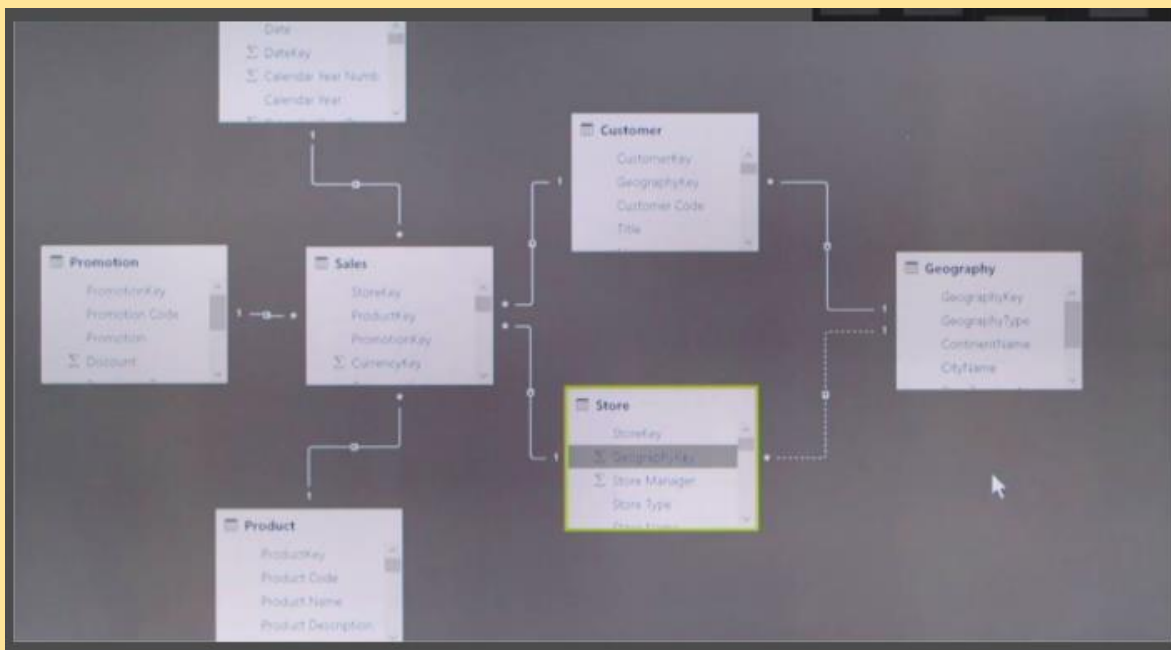 Date
Σ DateKey
Σ Calendar Year Numb
Calendar Year
1
*
Customer
CustomerKey
GeographyKey
Customer Code
Title
1
*
Promotion
PromotionKey
Promotion Code
Promotion
Σ Discount
1
*
Sales
StoreKey
ProductKey
PromotionKey
Σ CurrencyKey
*
*
*
Geography
GeographyKey
GeographyType
ContinentName
CityName
1
1
Store
StoreKey
Σ GeographyKey
Σ Store Manager
Store Type
Store Name
1
*
Product
ProductKey
Product Code
Product Name
Product Description
1